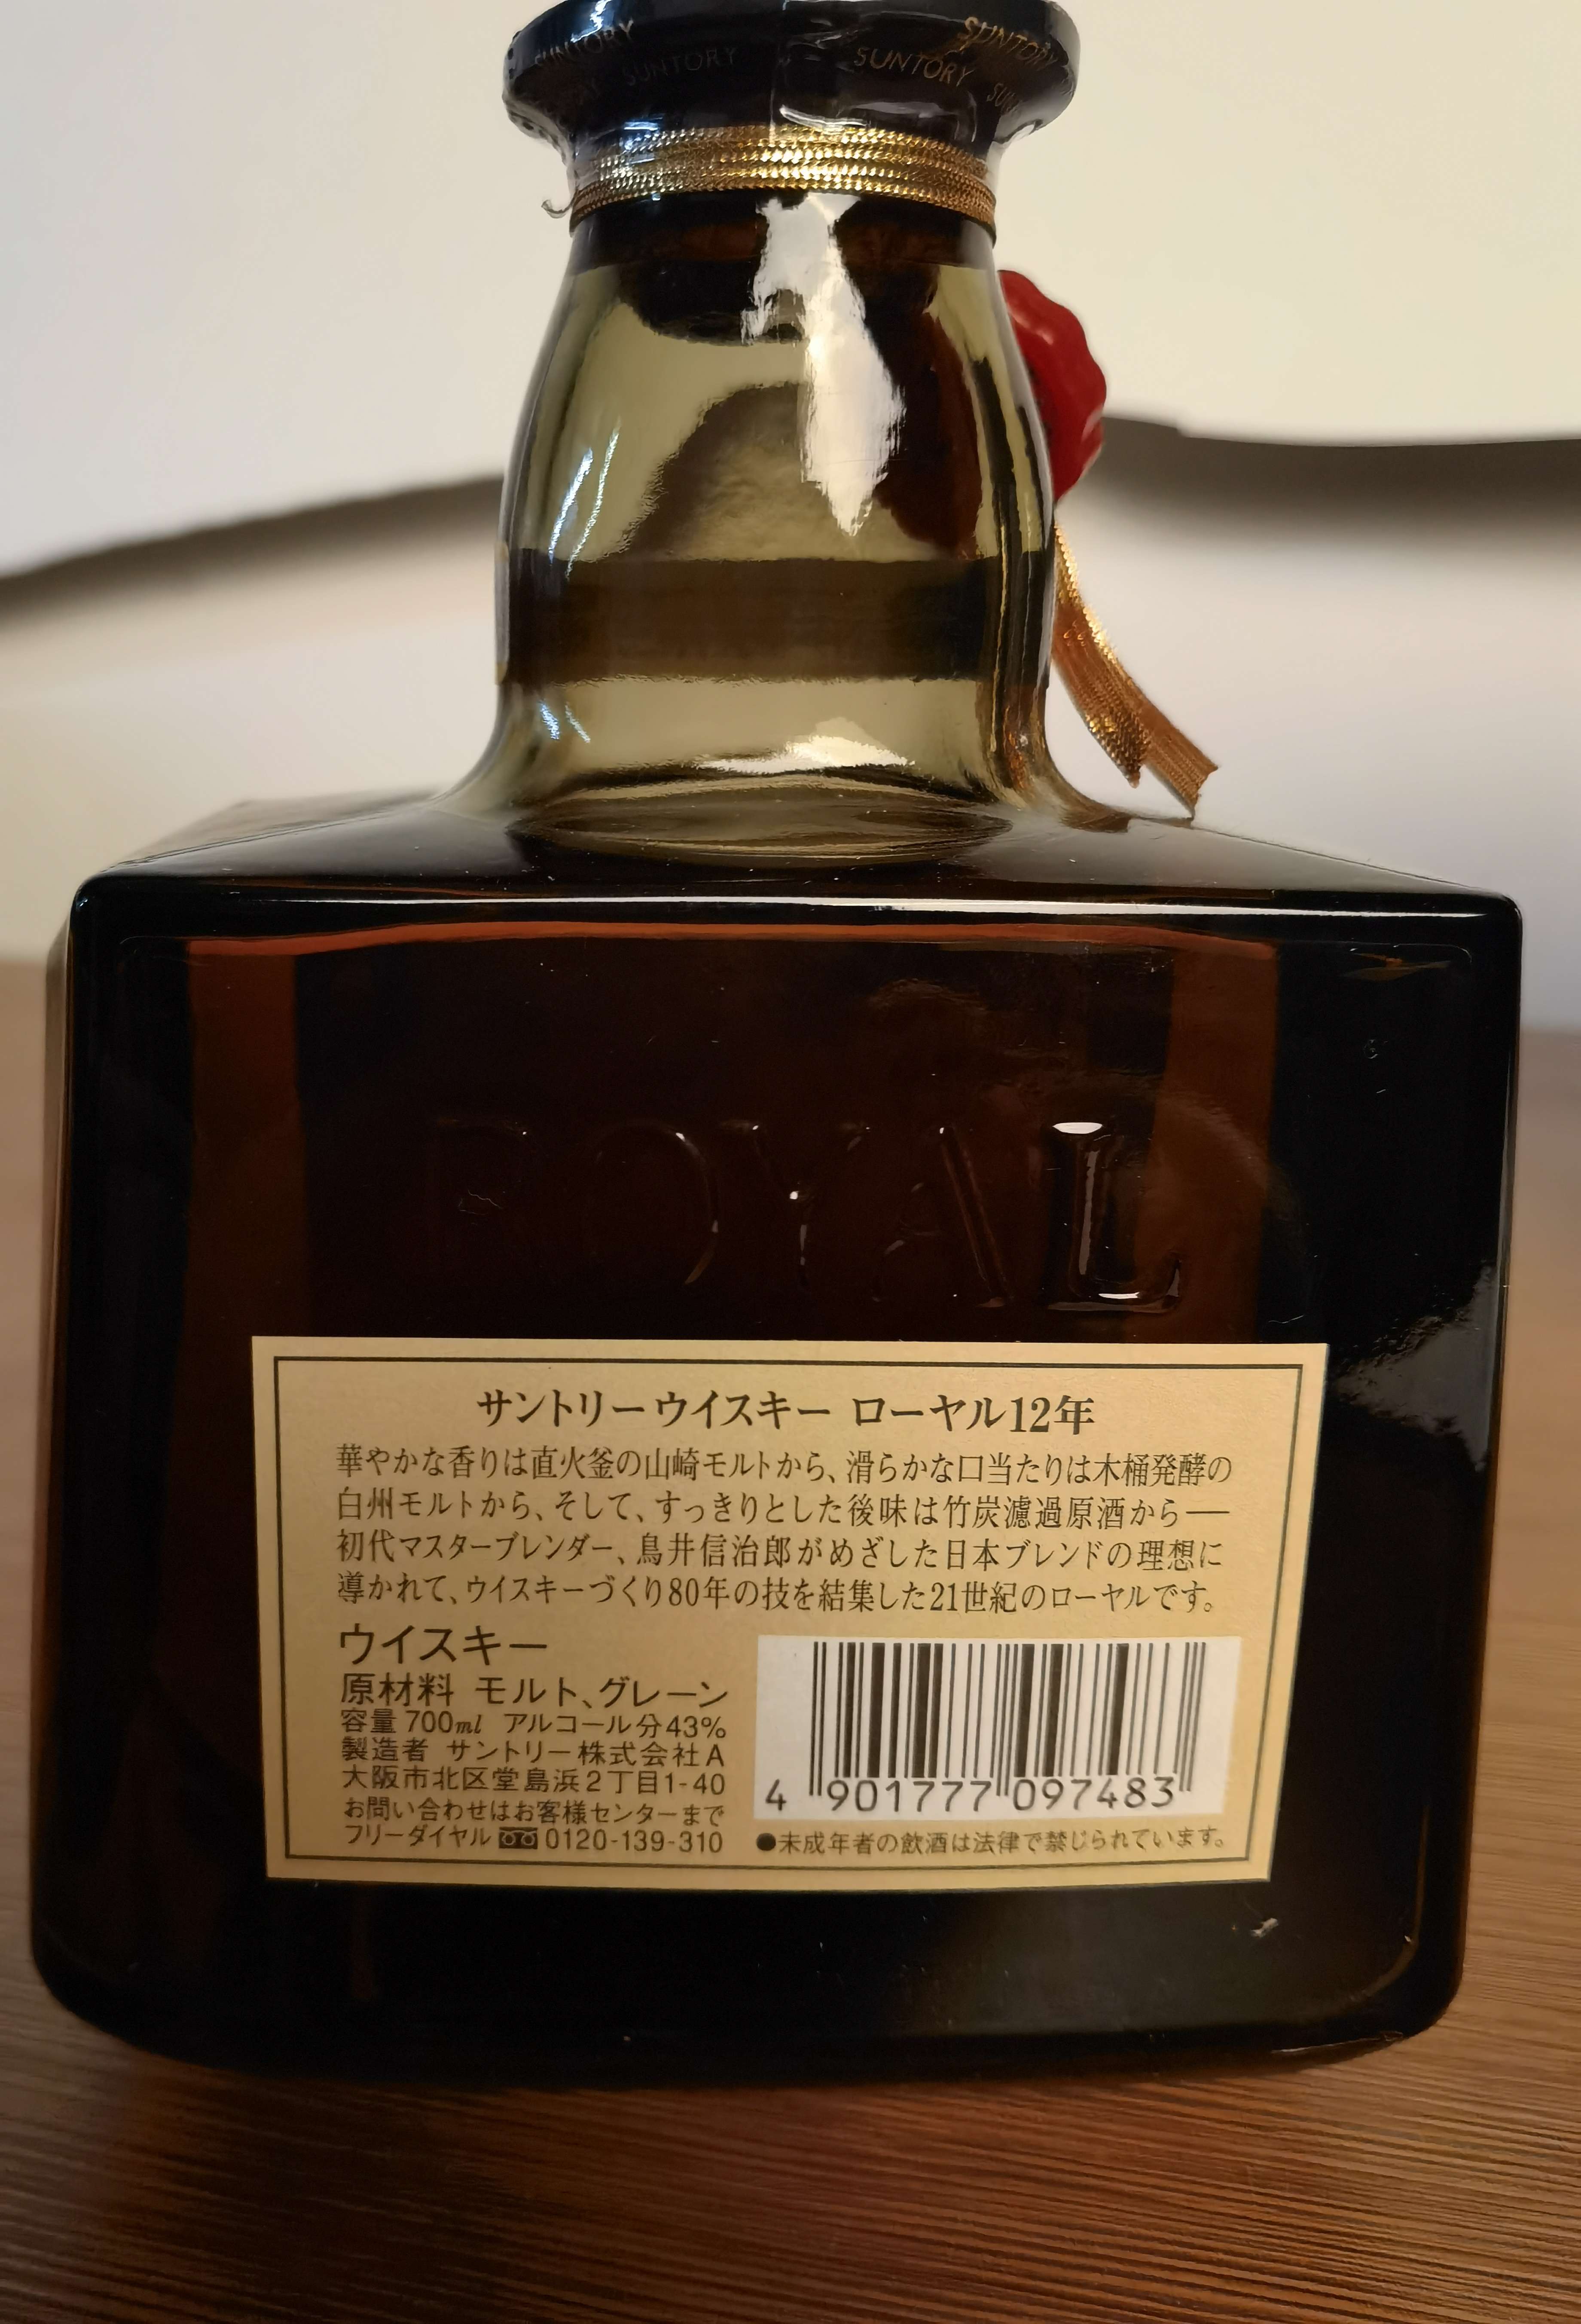 SUNTORY SUNTORY
SUNTORY SUNTORY
ROYAL
サントリーウイスキー ローヤル12年
華やかな香りは直火釜の山崎モルトから、滑らかな口当たりは木桶発酵の
白州モルトから、そして、すっきりとした後味は竹炭濾過原酒から──
初代マスターブレンダー、鳥井信治郎がめざした日本ブレンドの理想に
導かれて、ウイスキーづくり80年の技を結集した21世紀のローヤルです。
ウイスキー
原材料 モルト、グレーン
容量 700ml アルコール分43%
製造者 サントリー株式会社A
大阪市北区堂島浜2丁目1-40
お問い合わせはお客様センターまで
フリーダイヤル 0120-139-310
4 901777 097483
●未成年者の飲酒は法律で禁じられています。